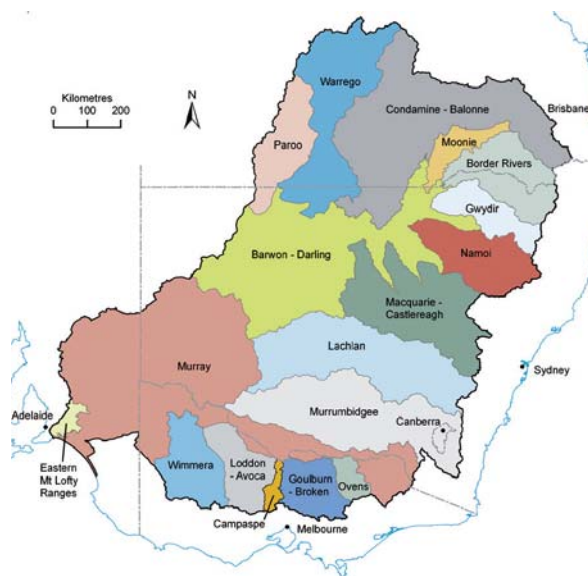 Kilometres
0 100 200
N
Warrego
Condamine - Balonne
Brisbane
Paroo
Moonie
Border Rivers
Gwydir
Barwon - Darling
Namoi
Macquarie -
Castlereagh
Lachlan
Murray
Sydney
Murrumbidgee
Canberra
Adelaide
Eastern
Mt Lofty
Ranges
Wimmera
Loddon
- Avoca
Goulburn
- Broken
Ovens
Campaspe
Melbourne